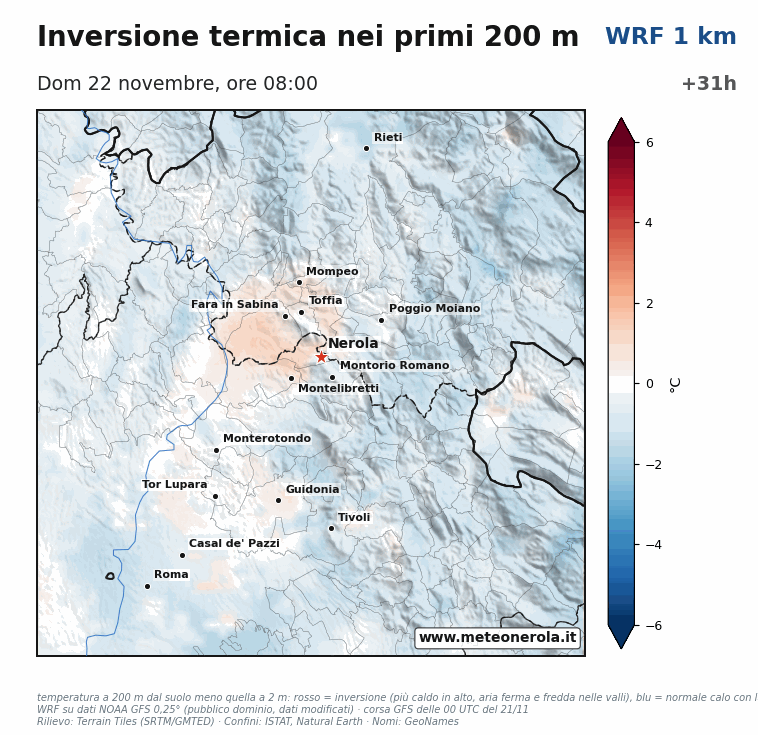 Inversione termica nei primi 200 m
WRF 1 km
Dom 22 novembre, ore 08:00
+31h
Rieti
Mompeo
Fara in Sabina
Toffia
Poggio Moiano
Nerola
Montorio Romano
Montelibretti
Monterotondo
Tor Lupara
Guidonia
Tivoli
Casal de' Pazzi
Roma
www.meteonerola.it
6
4
2
0
−2
−4
−6
°C
temperatura a 200 m dal suolo meno quella a 2 m: rosso = inversione (più caldo in alto, aria ferma e fredda nelle valli), blu = normale calo con l
WRF su dati NOAA GFS 0,25° (pubblico dominio, dati modificati) · corsa GFS delle 00 UTC del 21/11
Rilievo: Terrain Tiles (SRTM/GMTED) · Confini: ISTAT, Natural Earth · Nomi: GeoNames